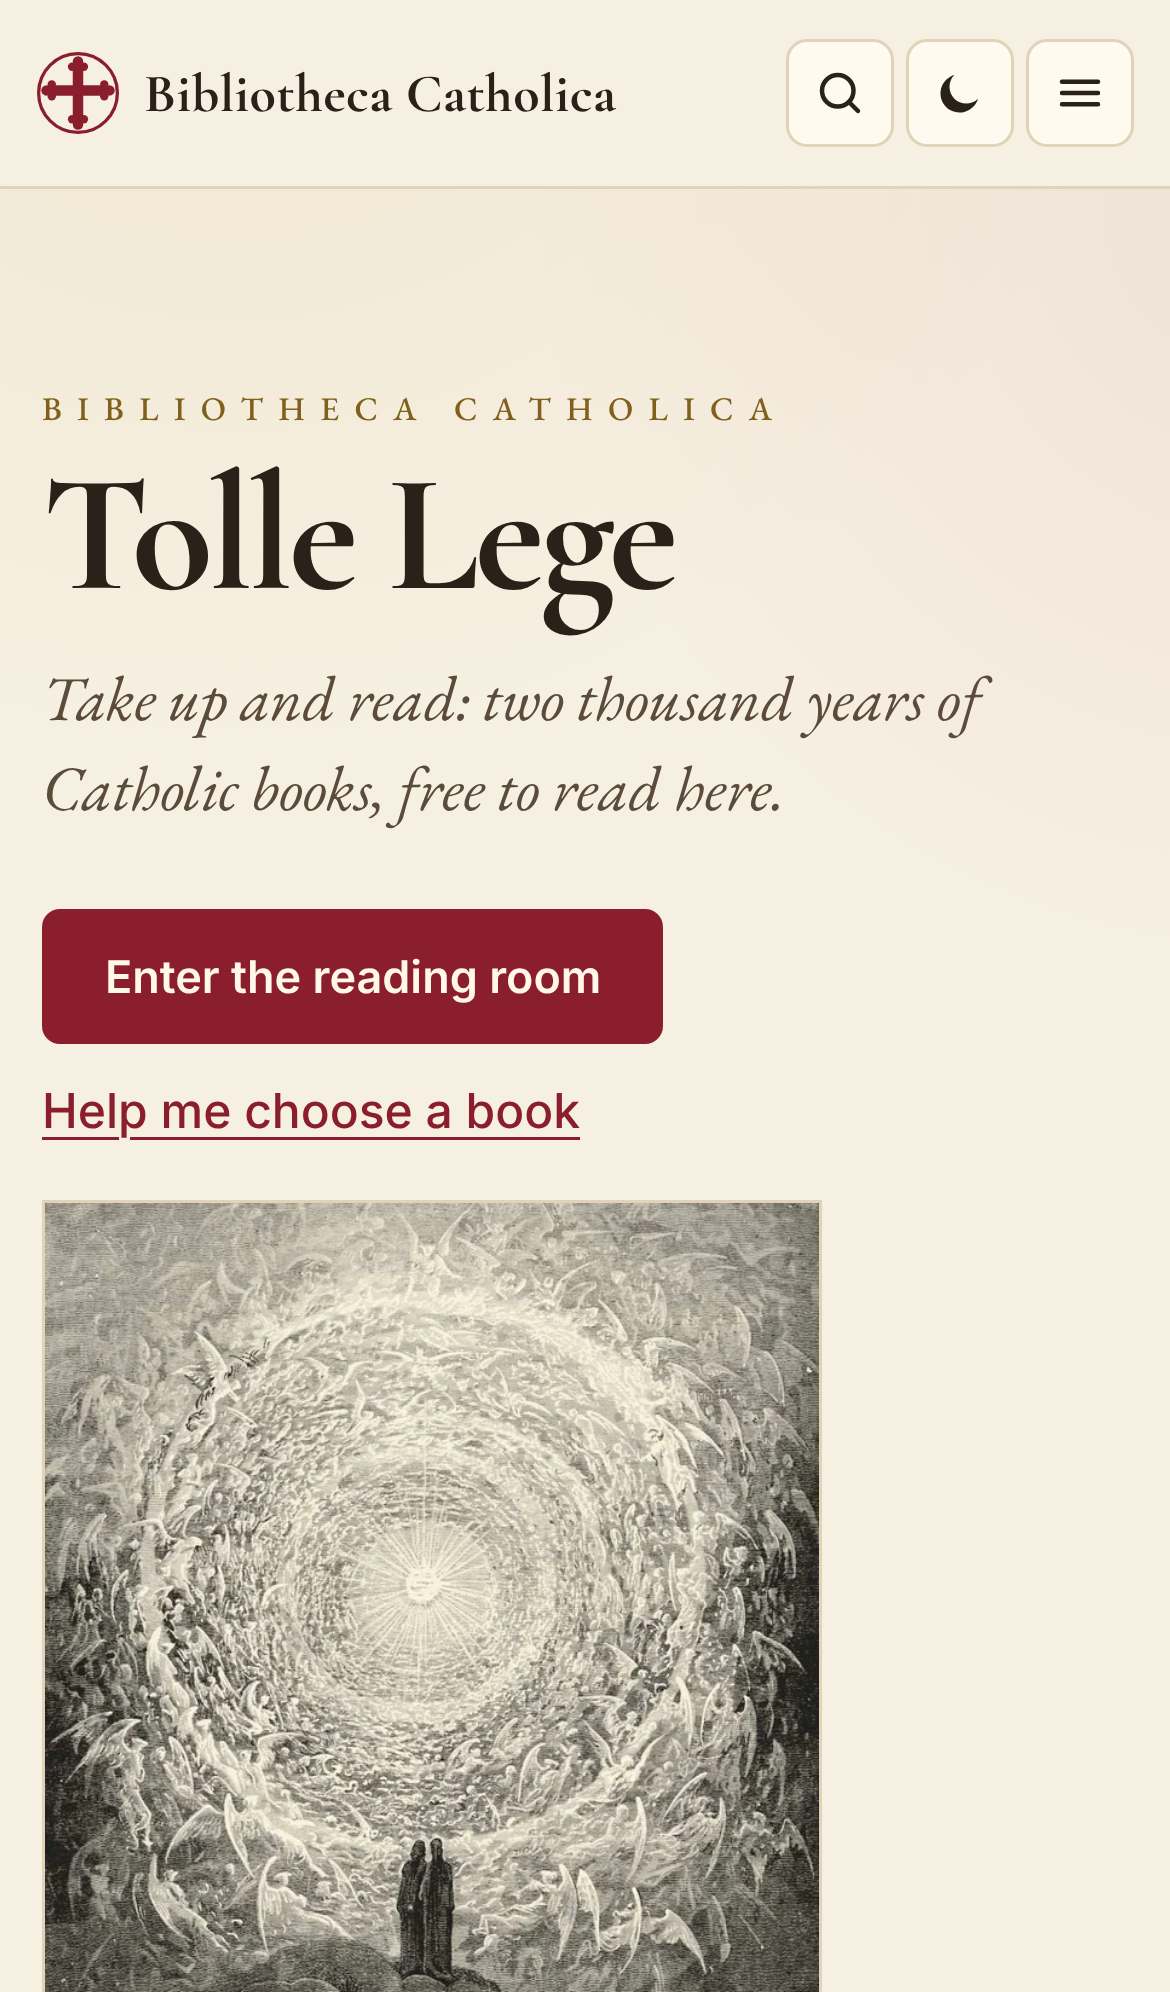 Bibliotheca Catholica
BIBLIOTHECA CATHOLICA
Tolle Lege
Take up and read: two thousand years of
Catholic books, free to read here.
Enter the reading room
Help me choose a book